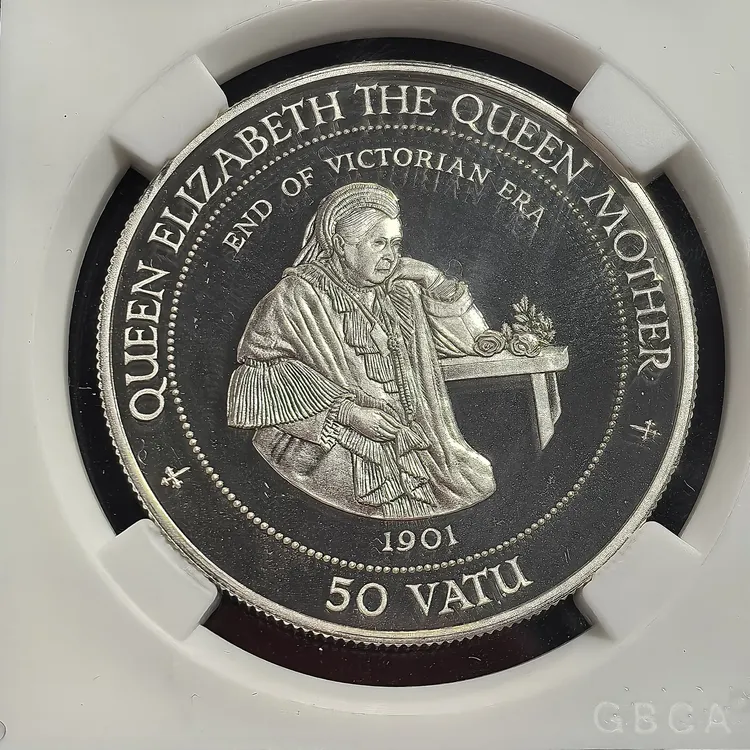 QUEEN ELIZABETH THE QUEEN MOTHER
END OF VICTORIAN ERA
1901
50 VATU
GBCA